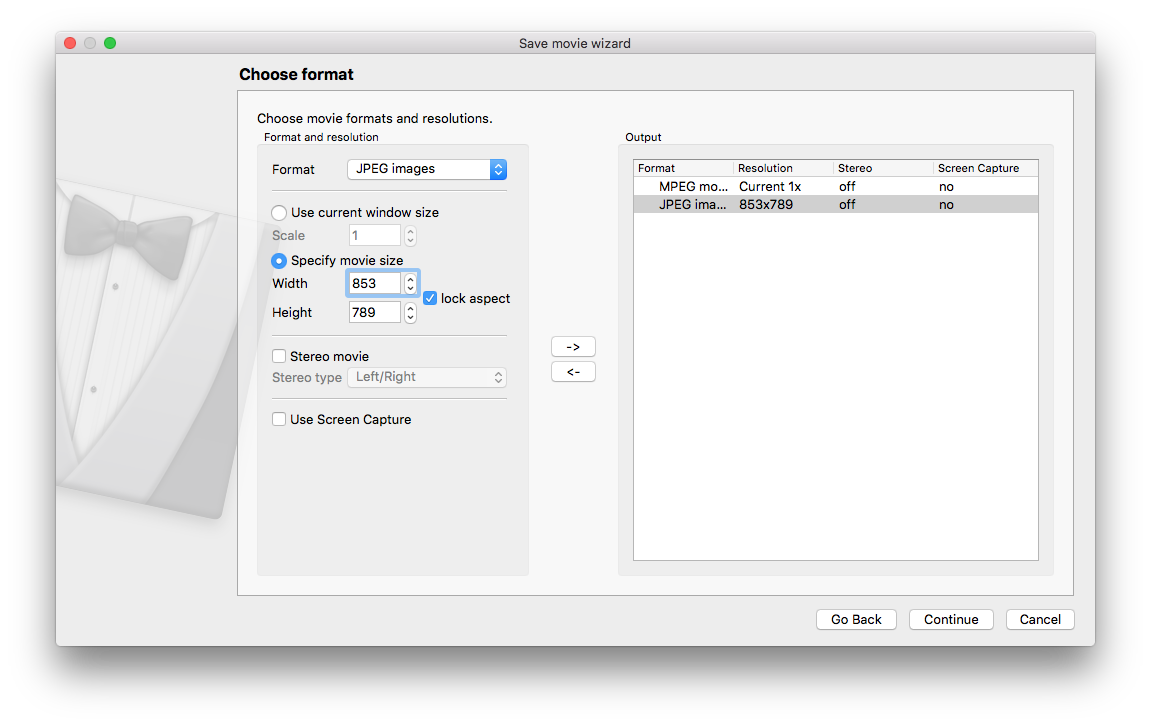 Save movie wizard
Choose format
Choose movie formats and resolutions.
Format and resolution
Format JPEG images
Use current window size
Scale 1
Specify movie size
Width 853
lock aspect
Height 789
Stereo movie
Stereo type Left/Right
Use Screen Capture
->
<-
Output
Format Resolution Stereo Screen Capture
MPEG mo... Current 1x off no
JPEG ima... 853x789 off no
Go Back Continue Cancel